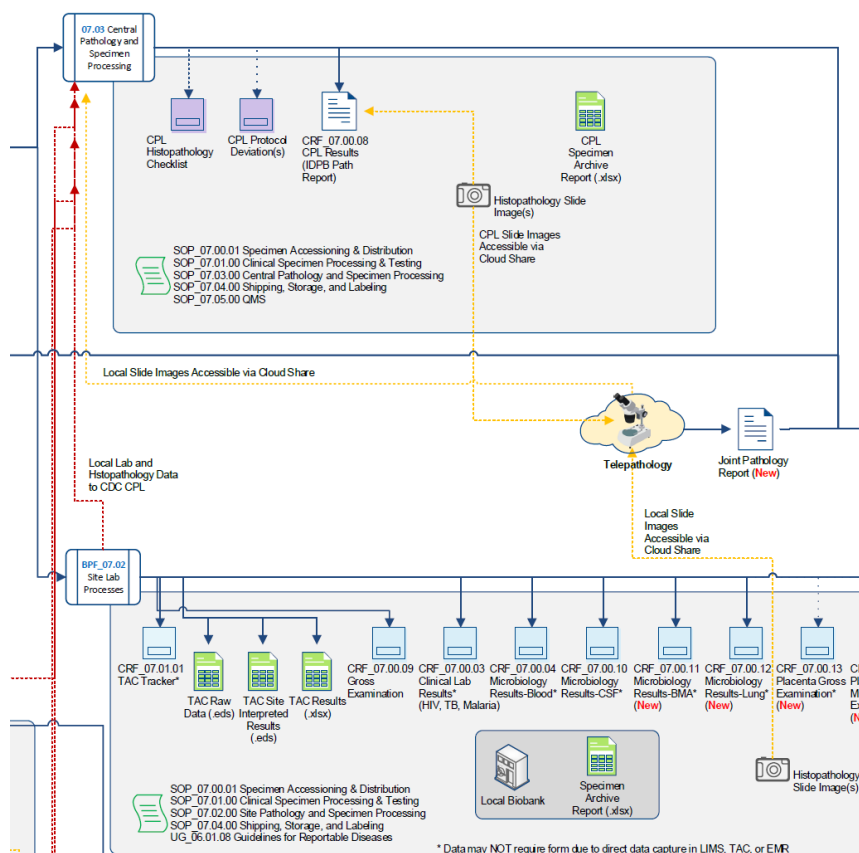 07.03 Central
Pathology and
Specimen
Processing
CPL
Histopathology
Checklist
CPL Protocol
Deviation(s)
CRF_07.00.08
CPL Results
(IDPB Path
Report)
CPL
Specimen
Archive
Report (.xlsx)
Histopathology Slide
Image(s)
CPL Slide Images
Accessible via
Cloud Share
SOP_07.00.01 Specimen Accessioning & Distribution
SOP_07.01.00 Clinical Specimen Processing & Testing
SOP_07.03.00 Central Pathology and Specimen Processing
SOP_07.04.00 Shipping, Storage, and Labeling
SOP_07.05.00 QMS
Local Slide Images Accessible via Cloud Share
Telepathology
Joint Pathology
Report (New)
Local Lab and
Hstopathology Data
to CDC CPL
Local Slide
Images
Accessible via
Cloud Share
BPF_07.02
Site Lab
Processes
CRF_07.01.01
TAC Tracker*
TAC Raw
Data (.eds)
TAC Site
Interpreted
Results
(.eds)
TAC Results
(.xlsx)
CRF_07.00.09
Gross
Examination
CRF_07.00.03
Clinical Lab
Results*
(HIV, TB, Malaria)
CRF_07.00.04
Microbiology
Results-Blood*
CRF_07.00.10
Microbiology
Results-CSF*
CRF_07.00.11
Microbiology
Results-BMA*
(New)
CRF_07.00.12
Microbiology
Results-Lung*
(New)
CRF_07.00.13
Placenta Gross
Examination*
(New)
Local Biobank
Specimen
Archive
Report (.xlsx)
Histopathology
Slide Image(s)
SOP_07.00.01 Specimen Accessioning & Distribution
SOP_07.01.00 Clinical Specimen Processing & Testing
SOP_07.02.00 Site Pathology and Specimen Processing
SOP_07.04.00 Shipping, Storage, and Labeling
UG_06.01.08 Guidelines for Reportable Diseases
* Data may NOT require form due to direct data capture in LIMS, TAC, or EMR